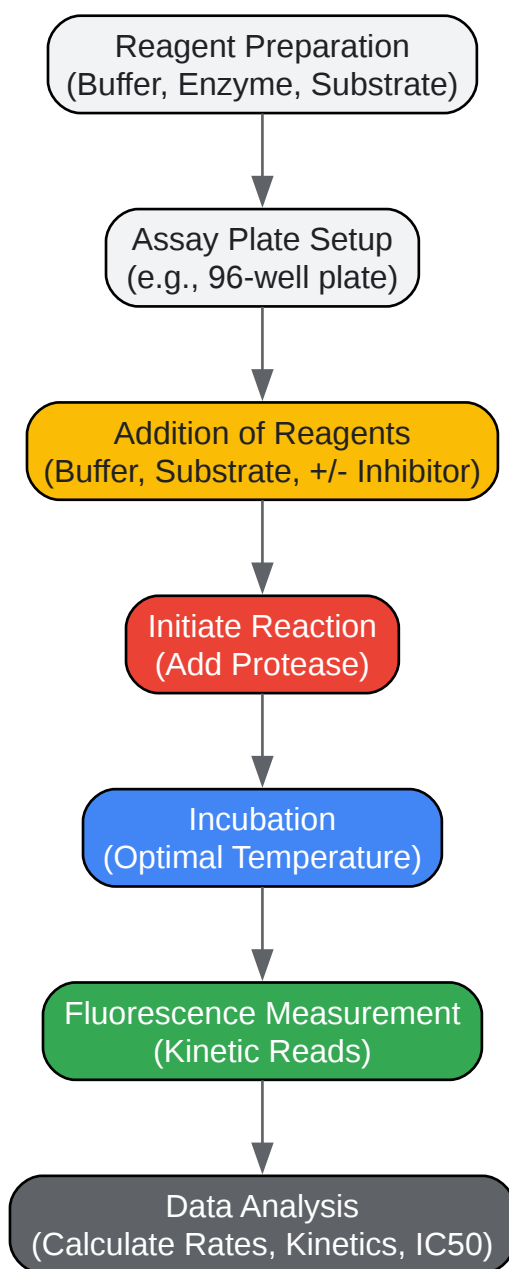 Reagent Preparation
(Buffer, Enzyme, Substrate)
Assay Plate Setup
(e.g., 96-well plate)
Addition of Reagents
(Buffer, Substrate, +/- Inhibitor)
Initiate Reaction
(Add Protease)
Incubation
(Optimal Temperature)
Fluorescence Measurement
(Kinetic Reads)
Data Analysis
(Calculate Rates, Kinetics, IC50)